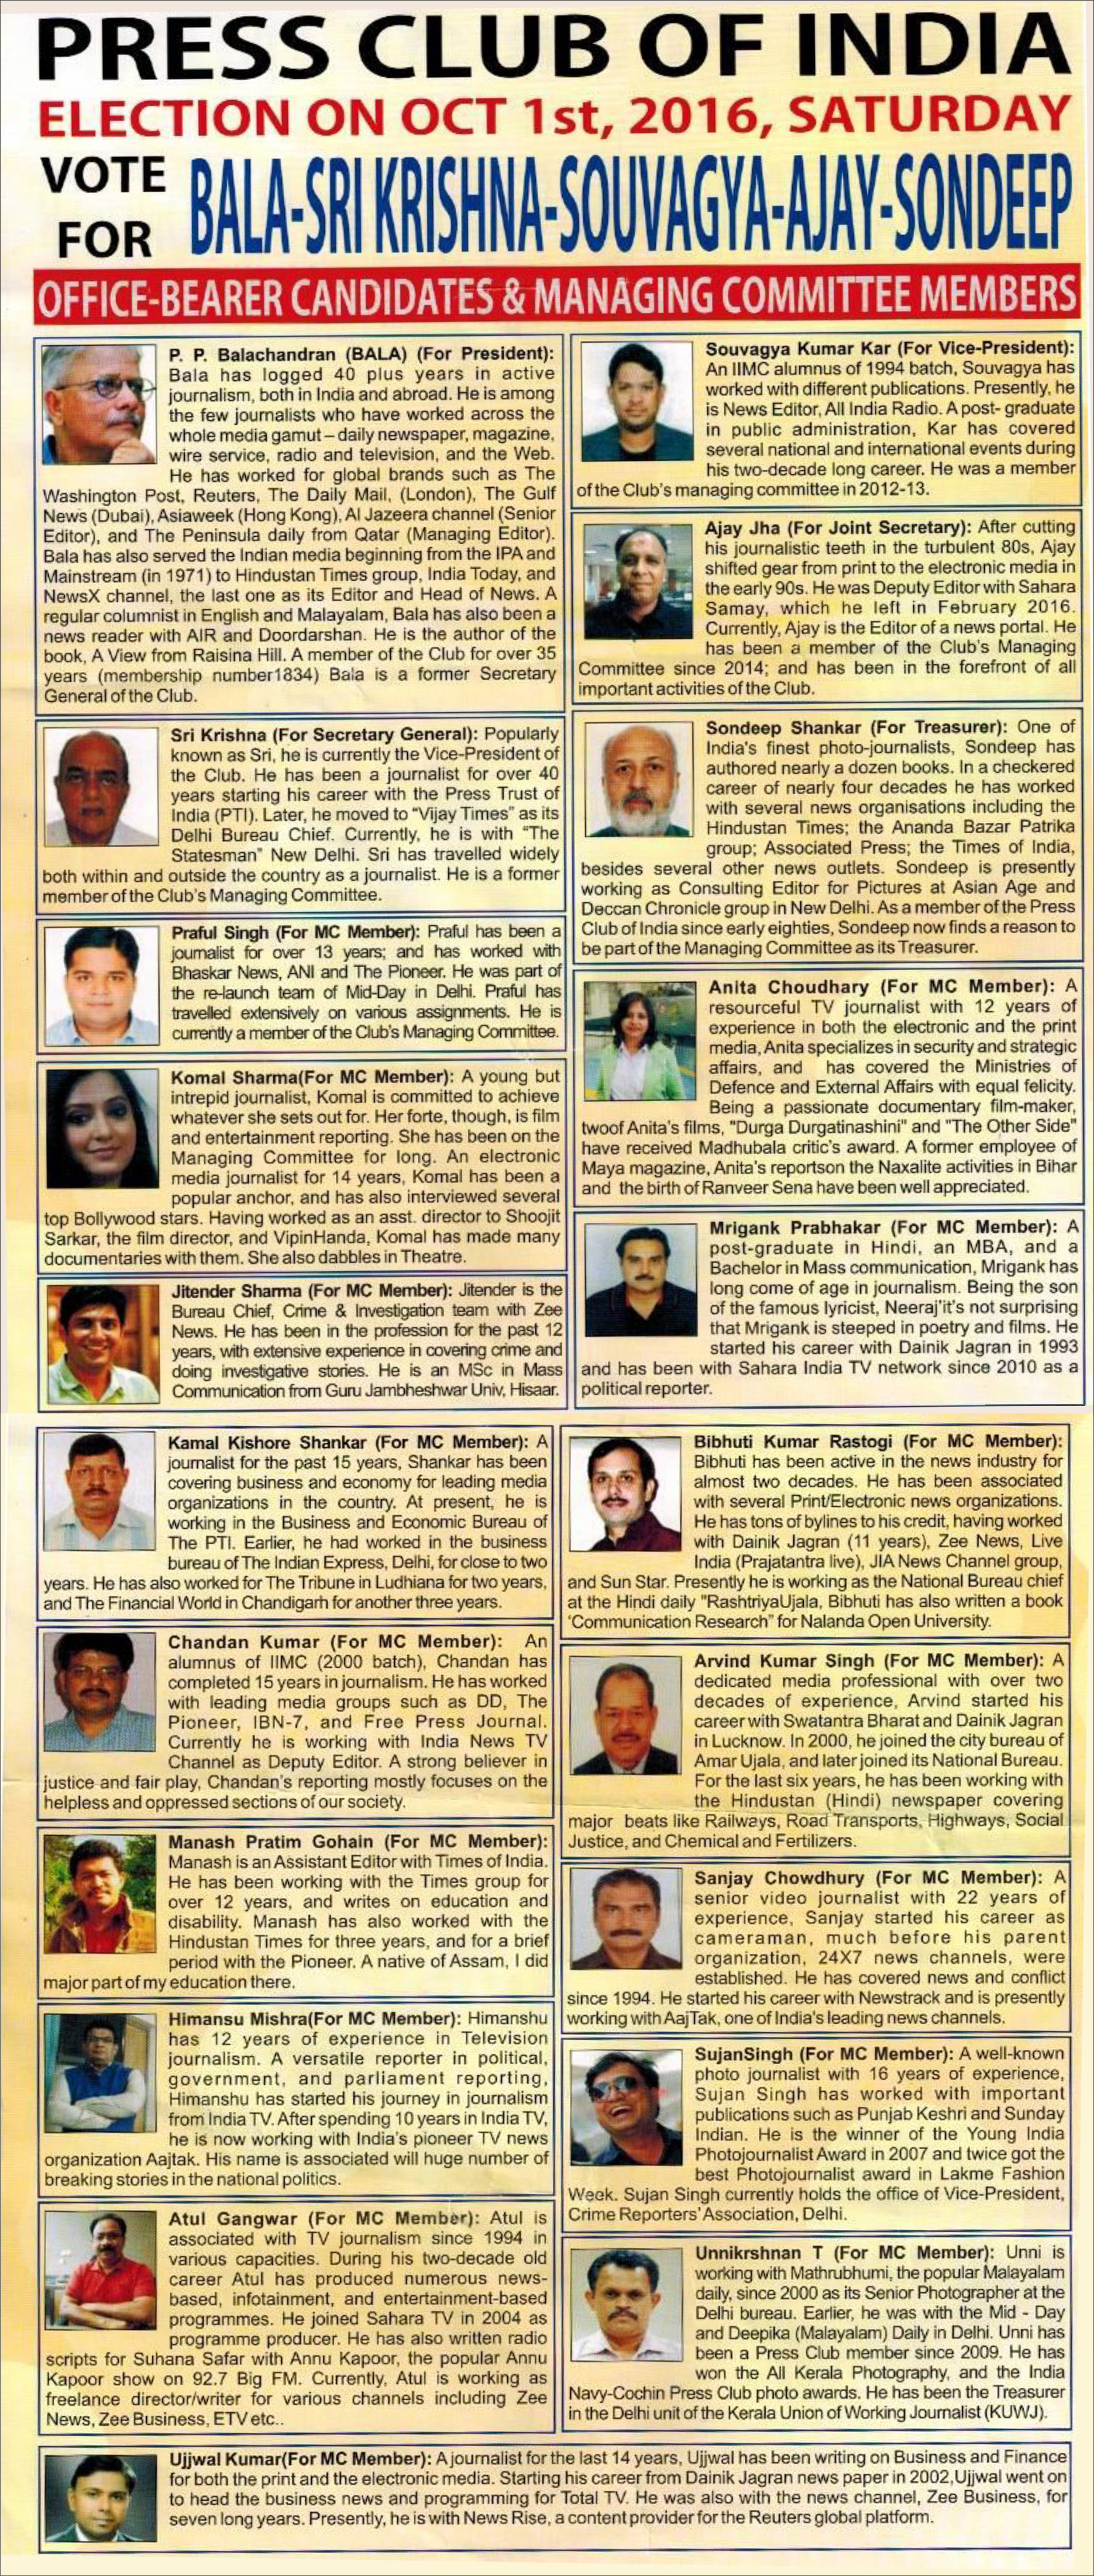 PRESS CLUB OF INDIA
ELECTION ON OCT 1st, 2016, SATURDAY
VOTE
FOR
BALA-SRI KRISHNA-SOUVAGYA-AJAY-SONDEEP
OFFICE-BEARER CANDIDATES & MANAGING COMMITTEE MEMBERS
P. P. Balachandran (BALA) (For President):
Bala has logged 40 plus years in active
journalism, both in India and abroad. He is among
the few journalists who have worked across the
whole media gamut – daily newspaper, magazine,
wire service, radio and television, and the Web.
He has worked for global brands such as The
Washington Post, Reuters, The Daily Mail, (London), The Gulf
News (Dubai), Asiaweek (Hong Kong), Al Jazeera channel (Senior
Editor), and The Peninsula daily from Qatar (Managing Editor).
Bala has also served the Indian media beginning from the IPA and
Mainstream (in 1971) to Hindustan Times group, India Today, and
NewsX channel, the last one as its Editor and Head of News. A
regular columnist in English and Malayalam, Bala has also been a
news reader with AIR and Doordarshan. He is the author of the
book, A View from Raisina Hill. A member of the Club for over 35
years (membership number1834) Bala is a former Secretary
General of the Club.
Sri Krishna (For Secretary General): Popularly
known as Sri, he is currently the Vice-President of
the Club. He has been a journalist for over 40
years starting his career with the Press Trust of
India (PTI). Later, he moved to "Vijay Times" as its
Delhi Bureau Chief. Currently, he is with "The
Statesman" New Delhi. Sri has travelled widely
both within and outside the country as a journalist. He is a former
member of the Club's Managing Committee.
Praful Singh (For MC Member): Praful has been a
journalist for over 13 years; and has worked with
Bhaskar News, ANI and The Pioneer. He was part of
the re-launch team of Mid-Day in Delhi. Praful has
travelled extensively on various assignments. He is
currently a member of the Club's Managing Committee.
Komal Sharma(For MC Member): A young but
intrepid journalist, Komal is committed to achieve
whatever she sets out for. Her forte, though, is film
and entertainment reporting. She has been on the
Managing Committee for long. An electronic
media journalist for 14 years, Komal has been a
popular anchor, and has also interviewed several
top Bollywood stars. Having worked as an asst. director to Shoojit
Sarkar, the film director, and VipinHanda, Komal has made many
documentaries with them. She also dabbles in Theatre.
Jitender Sharma (For MC Member): Jitender is the
Bureau Chief, Crime & Investigation team with Zee
News. He has been in the profession for the past 12
years, with extensive experience in covering crime and
doing investigative stories. He is an MSc in Mass
Communication from Guru Jambheshwar Univ, Hisaar.
Souvagya Kumar Kar (For Vice-President):
An IIMC alumnus of 1994 batch, Souvagya has
worked with different publications. Presently, he
is News Editor, All India Radio. A post- graduate
in public administration, Kar has covered
several national and international events during
his two-decade long career. He was a member
of the Club's managing committee in 2012-13.
Ajay Jha (For Joint Secretary): After cutting
his journalistic teeth in the turbulent 80s, Ajay
shifted gear from print to the electronic media in
the early 90s. He was Deputy Editor with Sahara
Samay, which he left in February 2016.
Currently, Ajay is the Editor of a news portal. He
has been a member of the Club's Managing
Committee since 2014; and has been in the forefront of all
important activities of the Club.
Sondeep Shankar (For Treasurer): One of
India's finest photo-journalists, Sondeep has
authored nearly a dozen books. In a checkered
career of nearly four decades he has worked
with several news organisations including the
Hindustan Times; the Ananda Bazar Patrika
group; Associated Press; the Times of India,
besides several other news outlets. Sondeep is presently
working as Consulting Editor for Pictures at Asian Age and
Deccan Chronicle group in New Delhi. As a member of the Press
Club of India since early eighties, Sondeep now finds a reason to
be part of the Managing Committee as its Treasurer.
Anita Choudhary (For MC Member): A
resourceful TV journalist with 12 years of
experience in both the electronic and the print
media, Anita specializes in security and strategic
affairs, and has covered the Ministries of
Defence and External Affairs with equal felicity.
Being a passionate documentary film-maker,
twoof Anita's films, "Durga Durgatinashini" and "The Other Side"
have received Madhubala critic's award. A former employee of
Maya magazine, Anita's reportson the Naxalite activities in Bihar
and the birth of Ranveer Sena have been well appreciated.
Mrigank Prabhakar (For MC Member): A
post-graduate in Hindi, an MBA, and a
Bachelor in Mass communication, Mrigank has
long come of age in journalism. Being the son
of the famous lyricist, Neeraj'it's not surprising
that Mrigank is steeped in poetry and films. He
started his career with Dainik Jagran in 1993
and has been with Sahara India TV network since 2010 as a
political reporter.
Kamal Kishore Shankar (For MC Member): A
journalist for the past 15 years, Shankar has been
covering business and economy for leading media
organizations in the country. At present, he is
working in the Business and Economic Bureau of
The PTI. Earlier, he had worked in the business
bureau of The Indian Express, Delhi, for close to two
years. He has also worked for The Tribune in Ludhiana for two years,
and The Financial World in Chandigarh for another three years.
Chandan Kumar (For MC Member): An
alumnus of IIMC (2000 batch), Chandan has
completed 15 years in journalism. He has worked
with leading media groups such as DD, The
Pioneer, IBN-7, and Free Press Journal.
Currently he is working with India News TV
Channel as Deputy Editor. A strong believer in
justice and fair play, Chandan's reporting mostly focuses on the
helpless and oppressed sections of our society.
Manash Pratim Gohain (For MC Member):
Manash is an Assistant Editor with Times of India.
He has been working with the Times group for
over 12 years, and writes on education and
disability. Manash has also worked with the
Hindustan Times for three years, and for a brief
period with the Pioneer. A native of Assam, I did
major part of my education there.
Himansu Mishra(For MC Member): Himanshu
has 12 years of experience in Television
journalism. A versatile reporter in political,
government, and parliament reporting,
Himanshu has started his journey in journalism
from India TV. After spending 10 years in India TV,
he is now working with India's pioneer TV news
organization Aajtak. His name is associated will huge number of
breaking stories in the national politics.
Atul Gangwar (For MC Member): Atul is
associated with TV journalism since 1994 in
various capacities. During his two-decade old
career Atul has produced numerous news-
based, infotainment, and entertainment-based
programmes. He joined Sahara TV in 2004 as
programme producer. He has also written radio
scripts for Suhana Safar with Annu Kapoor, the popular Annu
Kapoor show on 92.7 Big FM. Currently, Atul is working as
freelance director/writer for various channels including Zee
News, Zee Business, ETV etc..
Bibhuti Kumar Rastogi (For MC Member):
Bibhuti has been active in the news industry for
almost two decades. He has been associated
with several Print/Electronic news organizations.
He has tons of bylines to his credit, having worked
with Dainik Jagran (11 years), Zee News, Live
India (Prajatantra live), JIA News Channel group,
and Sun Star. Presently he is working as the National Bureau chief
at the Hindi daily "RashtriyaUjala, Bibhuti has also written a book
'Communication Research" for Nalanda Open University.
Arvind Kumar Singh (For MC Member): A
dedicated media professional with over two
decades of experience, Arvind started his
career with Swatantra Bharat and Dainik Jagran
in Lucknow. In 2000, he joined the city bureau of
Amar Ujala, and later joined its National Bureau.
For the last six years, he has been working with
the Hindustan (Hindi) newspaper covering
major beats like Railways, Road Transports, Highways, Social
Justice, and Chemical and Fertilizers.
Sanjay Chowdhury (For MC Member): A
senior video journalist with 22 years of
experience, Sanjay started his career as
cameraman, much before his parent
organization, 24X7 news channels, were
established. He has covered news and conflict
since 1994. He started his career with Newstrack and is presently
working with AajTak, one of India's leading news channels.
SujanSingh (For MC Member): A well-known
photo journalist with 16 years of experience,
Sujan Singh has worked with important
publications such as Punjab Keshri and Sunday
Indian. He is the winner of the Young India
Photojournalist Award in 2007 and twice got the
best Photojournalist award in Lakme Fashion
Week. Sujan Singh currently holds the office of Vice-President,
Crime Reporters' Association, Delhi.
Unnikrshnan T (For MC Member): Unni is
working with Mathrubhumi, the popular Malayalam
daily, since 2000 as its Senior Photographer at the
Delhi bureau. Earlier, he was with the Mid - Day
and Deepika (Malayalam) Daily in Delhi. Unni has
been a Press Club member since 2009. He has
won the All Kerala Photography, and the India
Navy-Cochin Press Club photo awards. He has been the Treasurer
in the Delhi unit of the Kerala Union of Working Journalist (KUWJ).
Ujjwal Kumar(For MC Member): A journalist for the last 14 years, Ujjwal has been writing on Business and Finance
for both the print and the electronic media. Starting his career from Dainik Jagran news paper in 2002,Ujjwal went on
to head the business news and programming for Total TV. He was also with the news channel, Zee Business, for
seven long years. Presently, he is with News Rise, a content provider for the Reuters global platform.